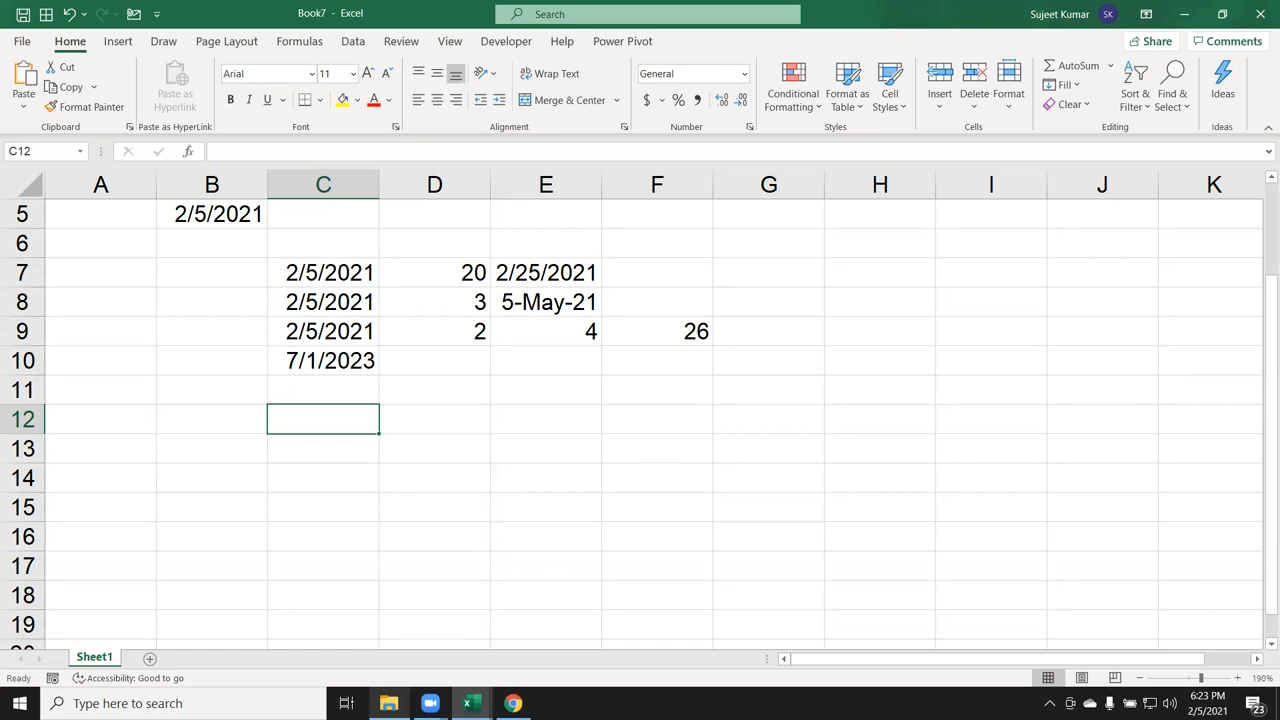 Book7 - Excel
Search
Sujeet Kumar
SK
File Home Insert Draw Page Layout Formulas Data Review View Developer Help Power Pivot
Share
Comments
Paste
Cut
Copy
Format Painter
Clipboard
Paste as Hyperlink
Paste as HyperLink
Arial
11
B I U
Font
Wrap Text
Merge & Center
Alignment
General
$ % ,
Number
Conditional Formatting
Format as Table
Cell Styles
Styles
Insert
Delete
Format
Cells
AutoSum
Fill
Clear
Sort & Filter
Find & Select
Editing
Ideas
Ideas
C12
fx
A B C D E F G H I J K
5 2/5/2021
6
7 2/5/2021 20 2/25/2021
8 2/5/2021 3 5-May-21
9 2/5/2021 2 4 26
10 7/1/2023
11
12
13
14
15
16
17
18
19
Sheet1
Ready
Accessibility: Good to go
190%
Type here to search
6:23 PM
2/5/2021
23